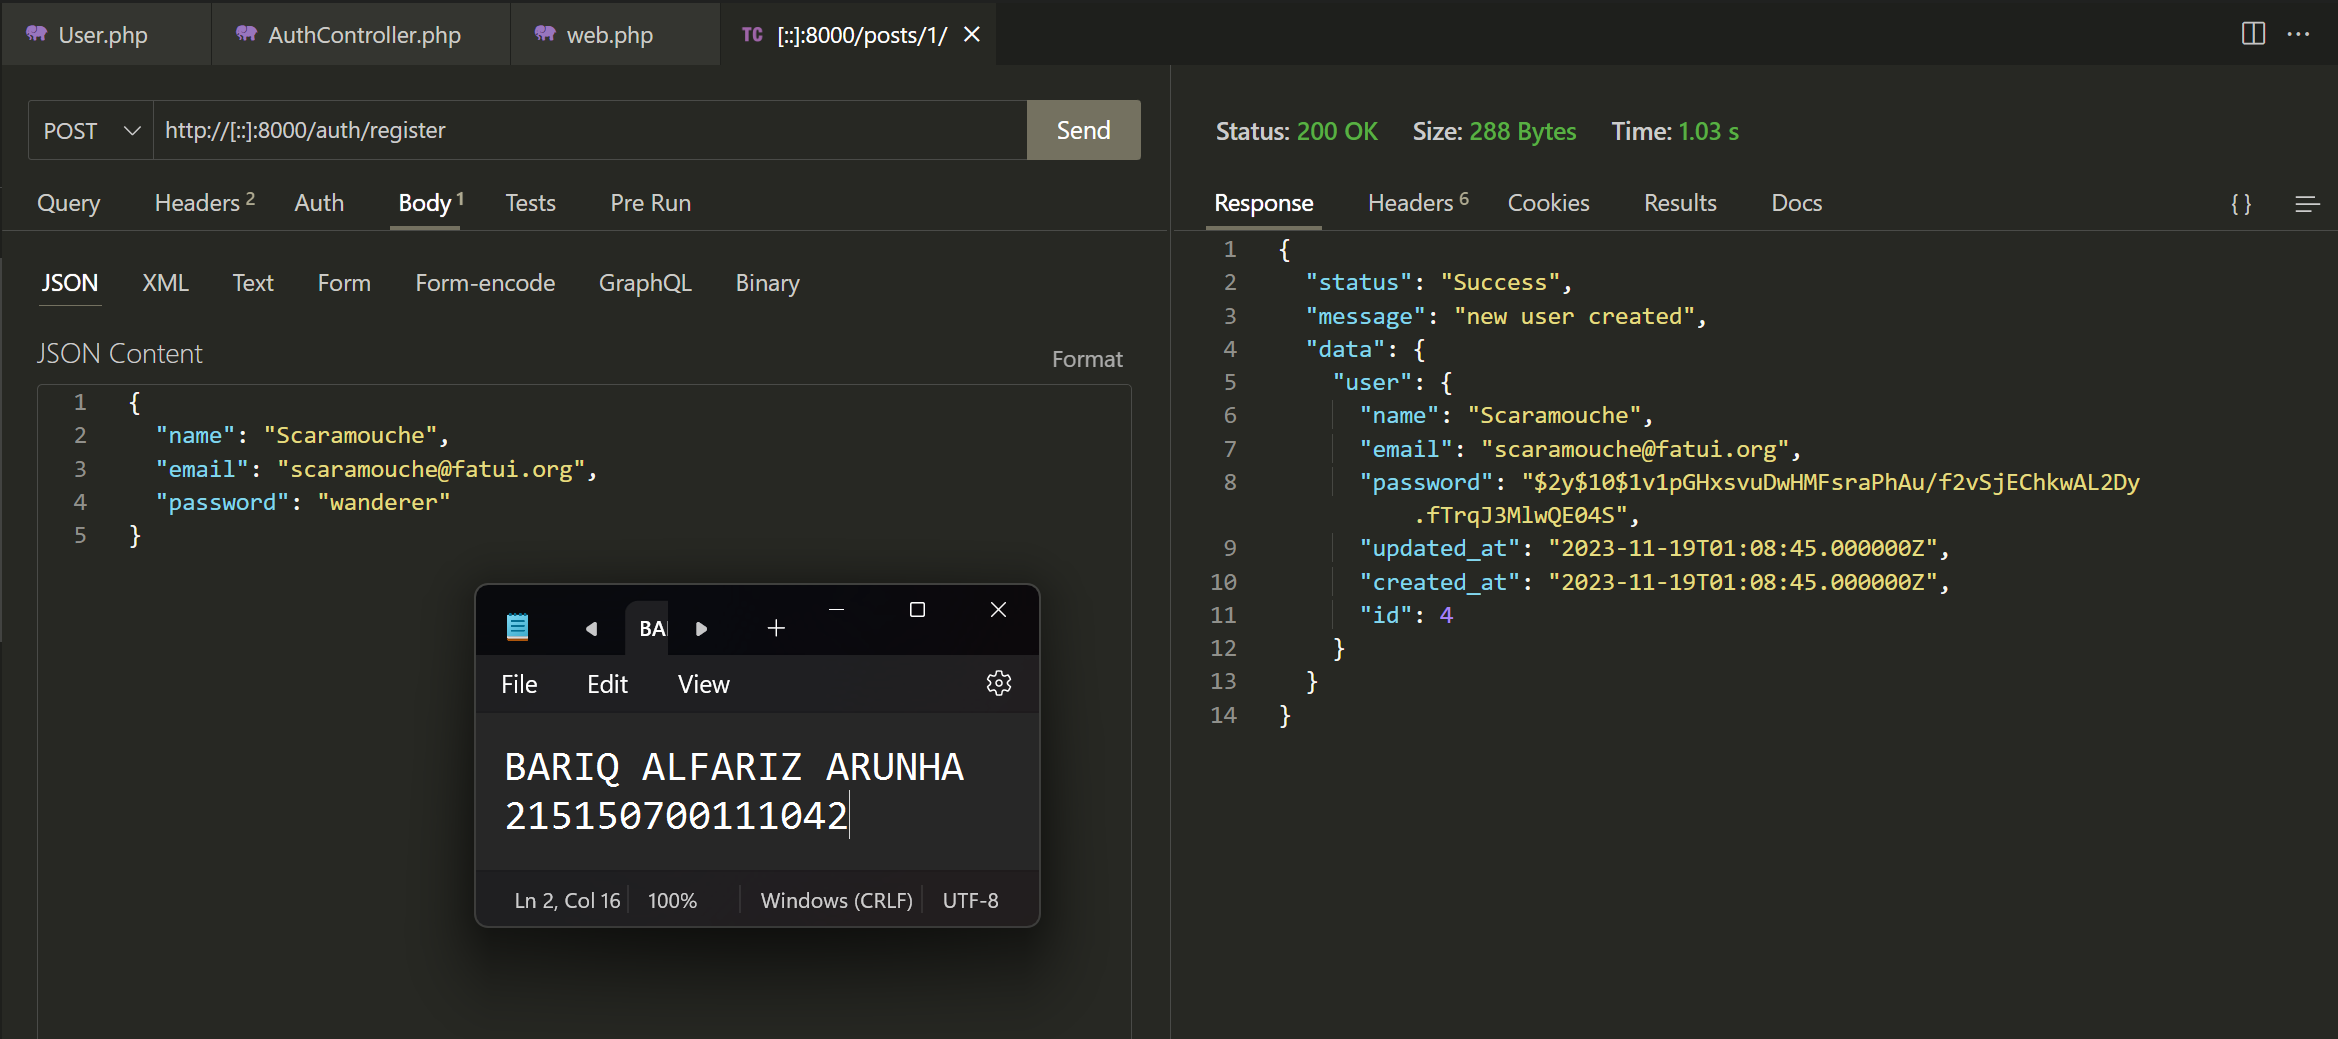 User.php AuthController.php web.php TC [::]:8000/posts/1/
POST http://[::]:8000/auth/register Send
Query Headers 2 Auth Body 1 Tests Pre Run
JSON XML Text Form Form-encode GraphQL Binary
JSON Content Format
1 {
2 "name": "Scaramouche",
3 "email": "scaramouche@fatui.org",
4 "password": "wanderer"
5 }
BA
File Edit View
BARIQ ALFARIZ ARUNHA
215150700111042
Ln 2, Col 16 100% Windows (CRLF) UTF-8
Status: 200 OK Size: 288 Bytes Time: 1.03 s
Response Headers 6 Cookies Results Docs { }
1 {
2 "status": "Success",
3 "message": "new user created",
4 "data": {
5 "user": {
6 "name": "Scaramouche",
7 "email": "scaramouche@fatui.org",
8 "password": "$2y$10$1v1pGHxsvuDwHMFsraPhAu/f2vSjEChkwAL2Dy
.fTrqJ3MlwQE04S",
9 "updated_at": "2023-11-19T01:08:45.000000Z",
10 "created_at": "2023-11-19T01:08:45.000000Z",
11 "id": 4
12 }
13 }
14 }